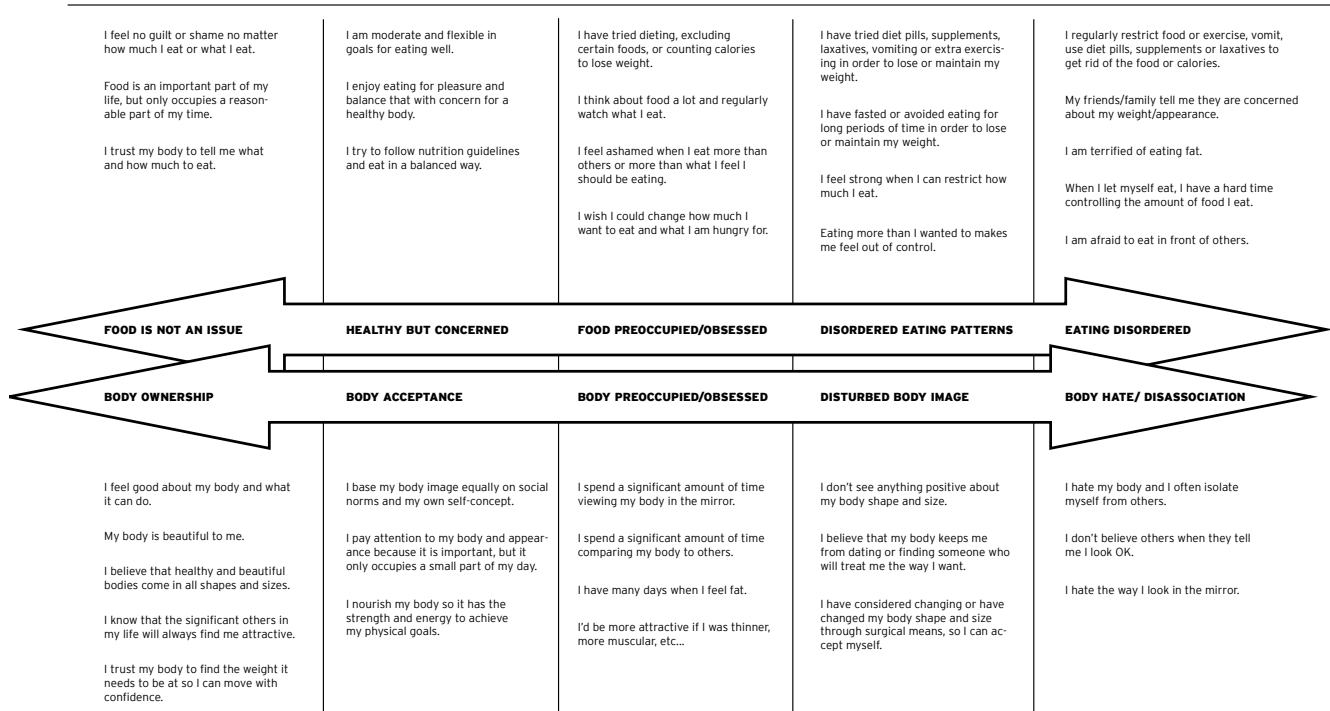 I feel no guilt or shame no matter
how much I eat or what I eat.
Food is an important part of my
life, but only occupies a reason-
able part of my time.
I trust my body to tell me what
and how much to eat.
I am moderate and flexible in
goals for eating well.
I enjoy eating for pleasure and
balance that with concern for a
healthy body.
I try to follow nutrition guidelines
and eat in a balanced way.
I have tried dieting, excluding
certain foods, or counting calories
to lose weight.
I think about food a lot and regularly
watch what I eat.
I feel ashamed when I eat more than
others or more than what I feel I
should be eating.
I wish I could change how much I
want to eat and what I am hungry for.
I have tried diet pills, supplements,
laxatives, vomiting or extra exercis-
ing in order to lose or maintain my
weight.
I have fasted or avoided eating for
long periods of time in order to lose
or maintain my weight.
I feel strong when I can restrict how
much I eat.
Eating more than I wanted to makes
me feel out of control.
I regularly restrict food or exercise, vomit,
use diet pills, supplements or laxatives to
get rid of the food or calories.
My friends/family tell me they are concerned
about my weight/appearance.
I am terrified of eating fat.
When I let myself eat, I have a hard time
controlling the amount of food I eat.
I am afraid to eat in front of others.
FOOD IS NOT AN ISSUE
HEALTHY BUT CONCERNED
FOOD PREOCCUPIED/OBSESSED
DISORDERED EATING PATTERNS
EATING DISORDERED
BODY OWNERSHIP
BODY ACCEPTANCE
BODY PREOCCUPIED/OBSESSED
DISTURBED BODY IMAGE
BODY HATE/ DISASSOCIATION
I feel good about my body and what
it can do.
My body is beautiful to me.
I believe that healthy and beautiful
bodies come in all shapes and sizes.
I know that the significant others in
my life will always find me attractive.
I trust my body to find the weight it
needs to be at so I can move with
confidence.
I base my body image equally on social
norms and my own self-concept.
I pay attention to my body and appear-
ance because it is important, but it
only occupies a small part of my day.
I nourish my body so it has the
strength and energy to achieve
my physical goals.
I spend a significant amount of time
viewing my body in the mirror.
I spend a significant amount of time
comparing my body to others.
I have many days when I feel fat.
I'd be more attractive if I was thinner,
more muscular, etc...
I don't see anything positive about
my body shape and size.
I believe that my body keeps me
from dating or finding someone who
will treat me the way I want.
I have considered changing or have
changed my body shape and size
through surgical means, so I can ac-
cept myself.
I hate my body and I often isolate
myself from others.
I don't believe others when they tell
me I look OK.
I hate the way I look in the mirror.